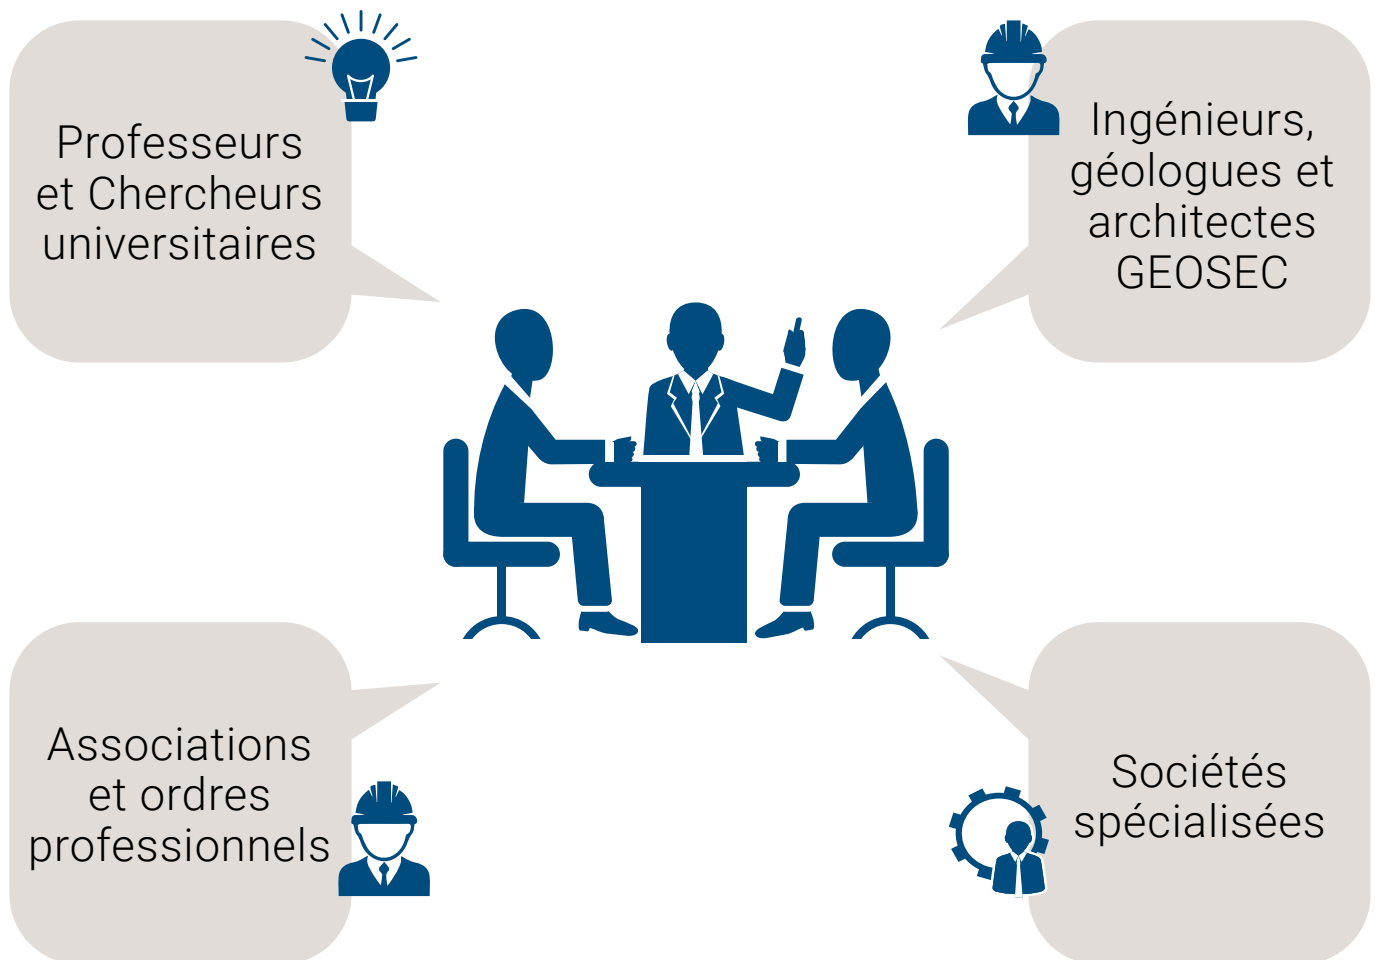 Professeurs
et Chercheurs
universitaires
Ingénieurs,
géologues et
architectes
GEOSEC
Associations
et ordres
professionnels
Sociétés
spécialisées